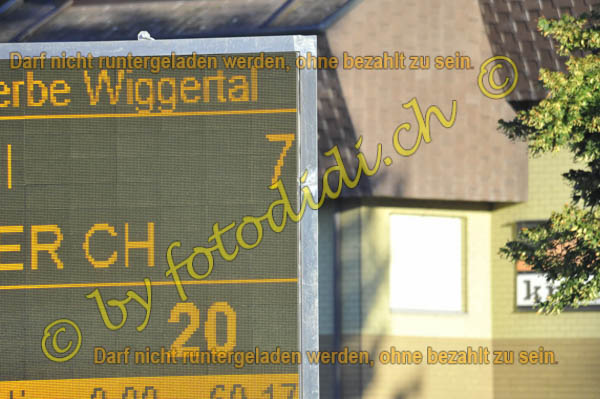 Darf nicht runtergeladen werden, ohne bezahlt zu sein.
erbe Wiggertal
7
ER CH
© by fotodidi.ch ©
20
Darf nicht runtergeladen werden, ohne bezahlt zu sein.